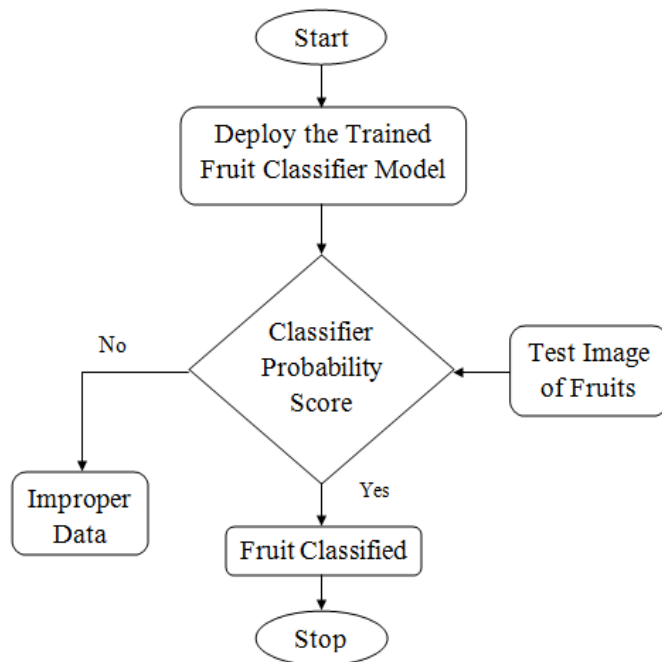 Start
Deploy the Trained
Fruit Classifier Model
Classifier
Probability
Score
No
Test Image
of Fruits
Improper
Data
Yes
Fruit Classified
Stop